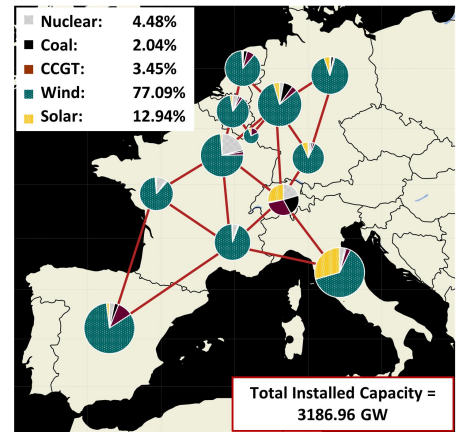 Nuclear: 4.48%
Coal: 2.04%
CCGT: 3.45%
Wind: 77.09%
Solar: 12.94%
Total Installed Capacity =
3186.96 GW